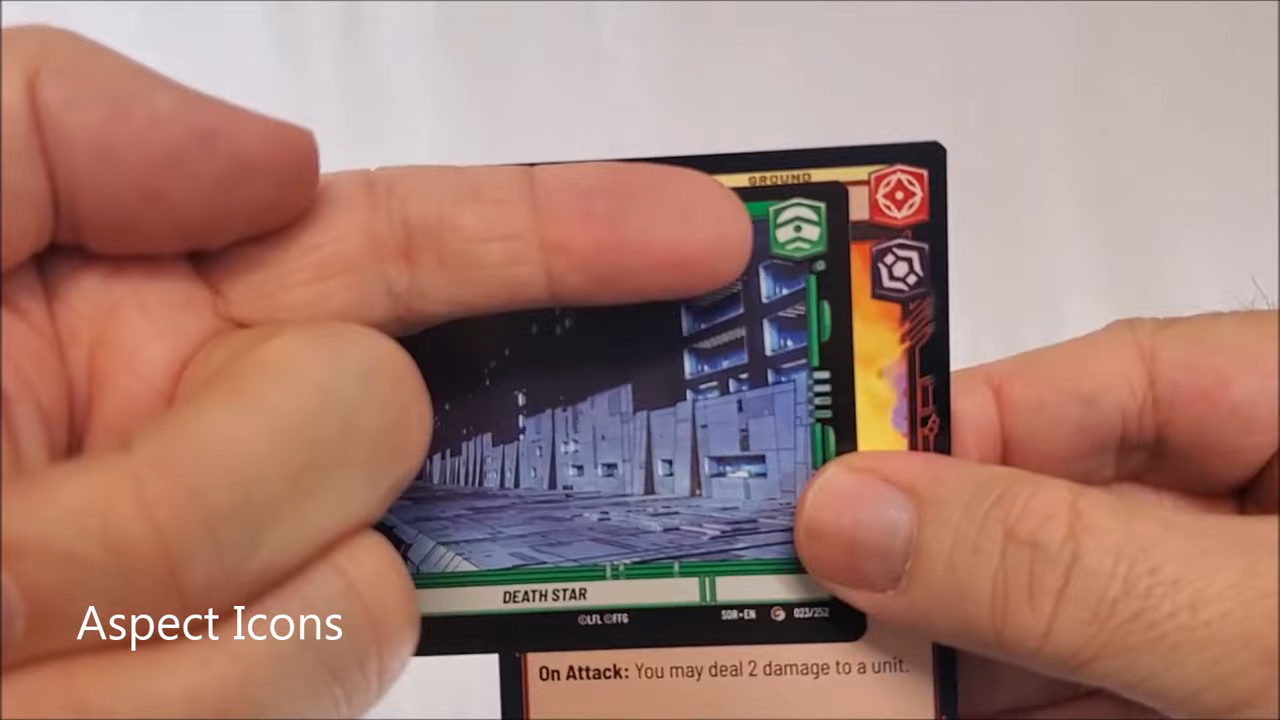 GROUND
DEATH STAR
©LFL ©FFG
SOR•EN
023/252
Aspect Icons
On Attack: You may deal 2 damage to a unit.